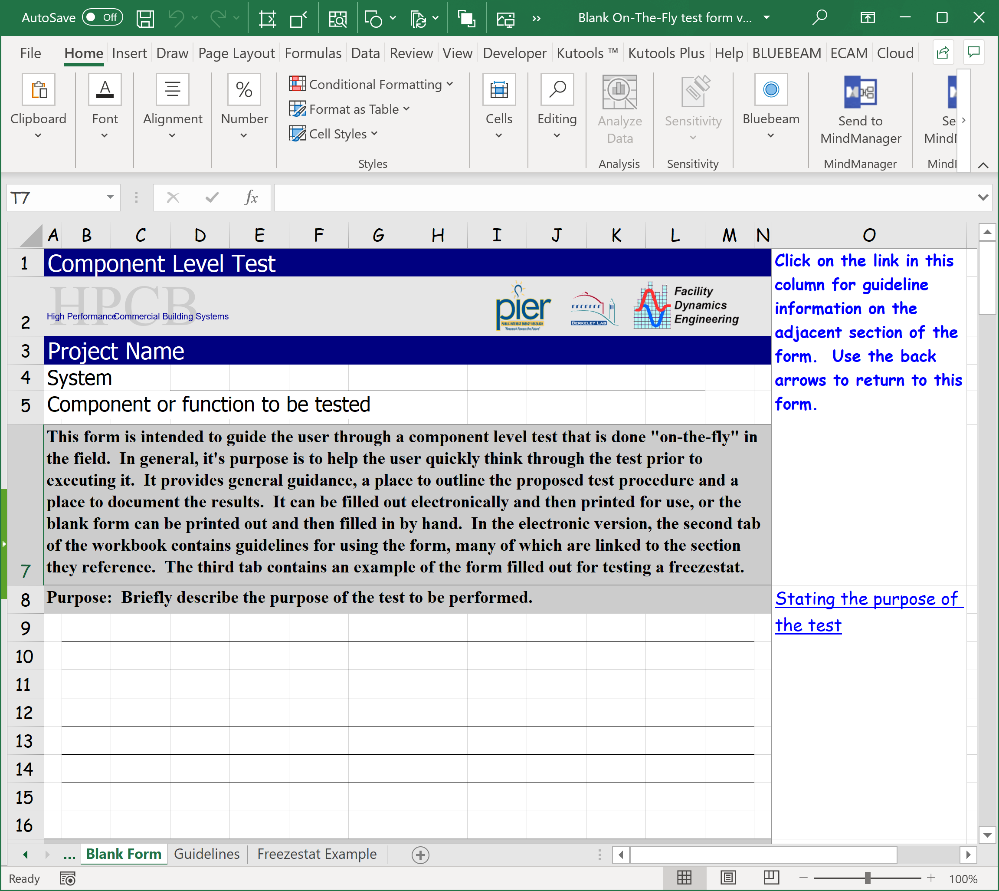 AutoSave Off Blank On-The-Fly test form v...
File Home Insert Draw Page Layout Formulas Data Review View Developer Kutools ™ Kutools Plus Help BLUEBEAM ECAM Cloud
Conditional Formatting
Format as Table
Cell Styles
Clipboard Font Alignment Number Cells Editing Analyze Data Sensitivity Bluebeam Send to MindManager Se MindI
Styles Analysis Sensitivity MindManager MindI
T7 fx
A B C D E F G H I J K L M N O
1 Component Level Test
Click on the link in this
column for guideline
information on the
adjacent section of the
form.  Use the back
arrows to return to this
form.
HPCB
2 High Performance Commercial Building Systems
pier
PUBLIC INTEREST ENERGY RESEARCH
"Research Powers the Future"
BERKELEY LAB
Facility
Dynamics
Engineering
3 Project Name
4 System
5 Component or function to be tested
This form is intended to guide the user through a component level test that is done "on-the-fly" in
the field.  In general, it's purpose is to help the user quickly think through the test prior to
executing it.  It provides general guidance, a place to outline the proposed test procedure and a
place to document the results.  It can be filled out electronically and then printed for use, or the
blank form can be printed out and then filled in by hand.  In the electronic version, the second tab
of the workbook contains guidelines for using the form, many of which are linked to the section
7 they reference.  The third tab contains an example of the form filled out for testing a freezestat.
8 Purpose:  Briefly describe the purpose of the test to be performed.
Stating the purpose of
the test
9
10
11
12
13
14
15
16
... Blank Form Guidelines Freezestat Example
Ready 100%